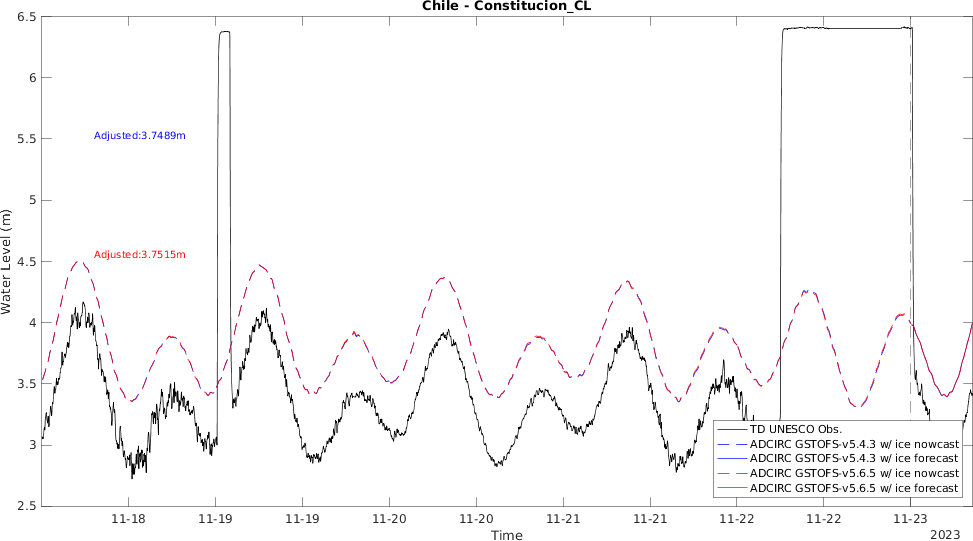 Chile - Constitucion_CL
6.5
6
5.5
5
4.5
4
3.5
3
2.5
Water Level (m)
Adjusted:3.7489m
Adjusted:3.7515m
TD UNESCO Obs.
ADCIRC GSTOFS-v5.4.3 w/ ice nowcast
ADCIRC GSTOFS-v5.4.3 w/ ice forecast
ADCIRC GSTOFS-v5.6.5 w/ ice nowcast
ADCIRC GSTOFS-v5.6.5 w/ ice forecast
11-18 11-19 11-19 11-20 11-20 11-21 11-21 11-22 11-22 11-23
Time
2023